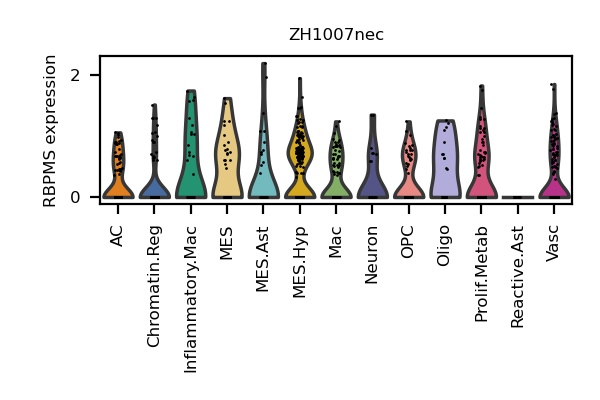 ZH1007nec
RBPMS expression
2
0
AC
Chromatin.Reg
Inflammatory.Mac
MES
MES.Ast
MES.Hyp
Mac
Neuron
OPC
Oligo
Prolif.Metab
Reactive.Ast
Vasc